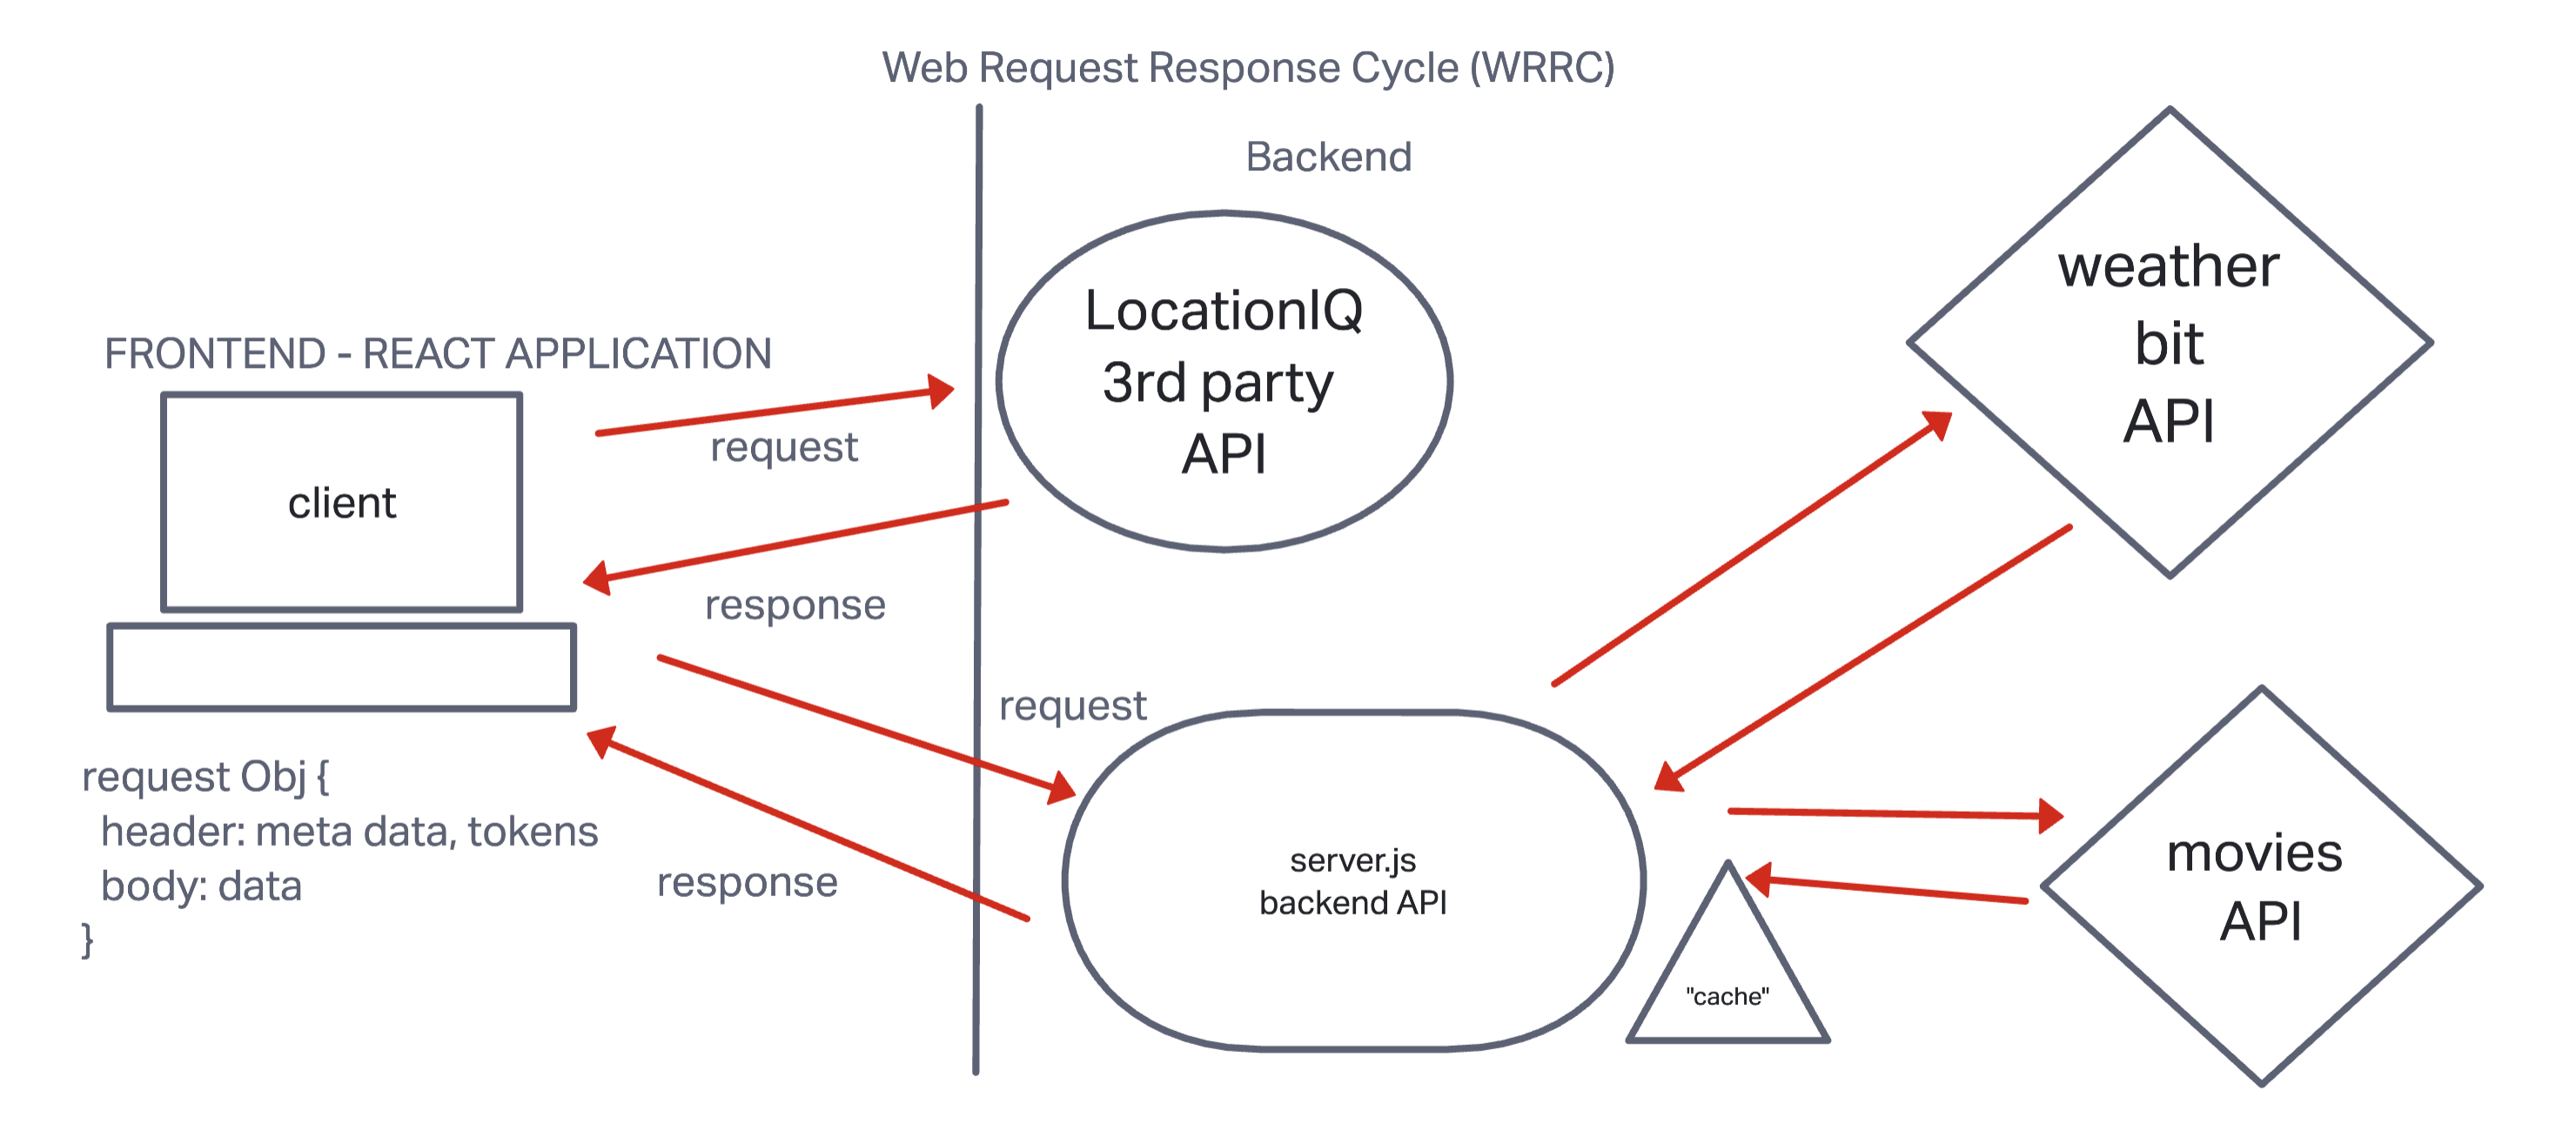 Web Request Response Cycle (WRRC)
Backend
FRONTEND - REACT APPLICATION
client
request
response
LocationIQ
3rd party
API
weather
bit
API
request
response
request Obj {
header: meta data, tokens
body: data
}
server.js
backend API
"cache"
movies
API